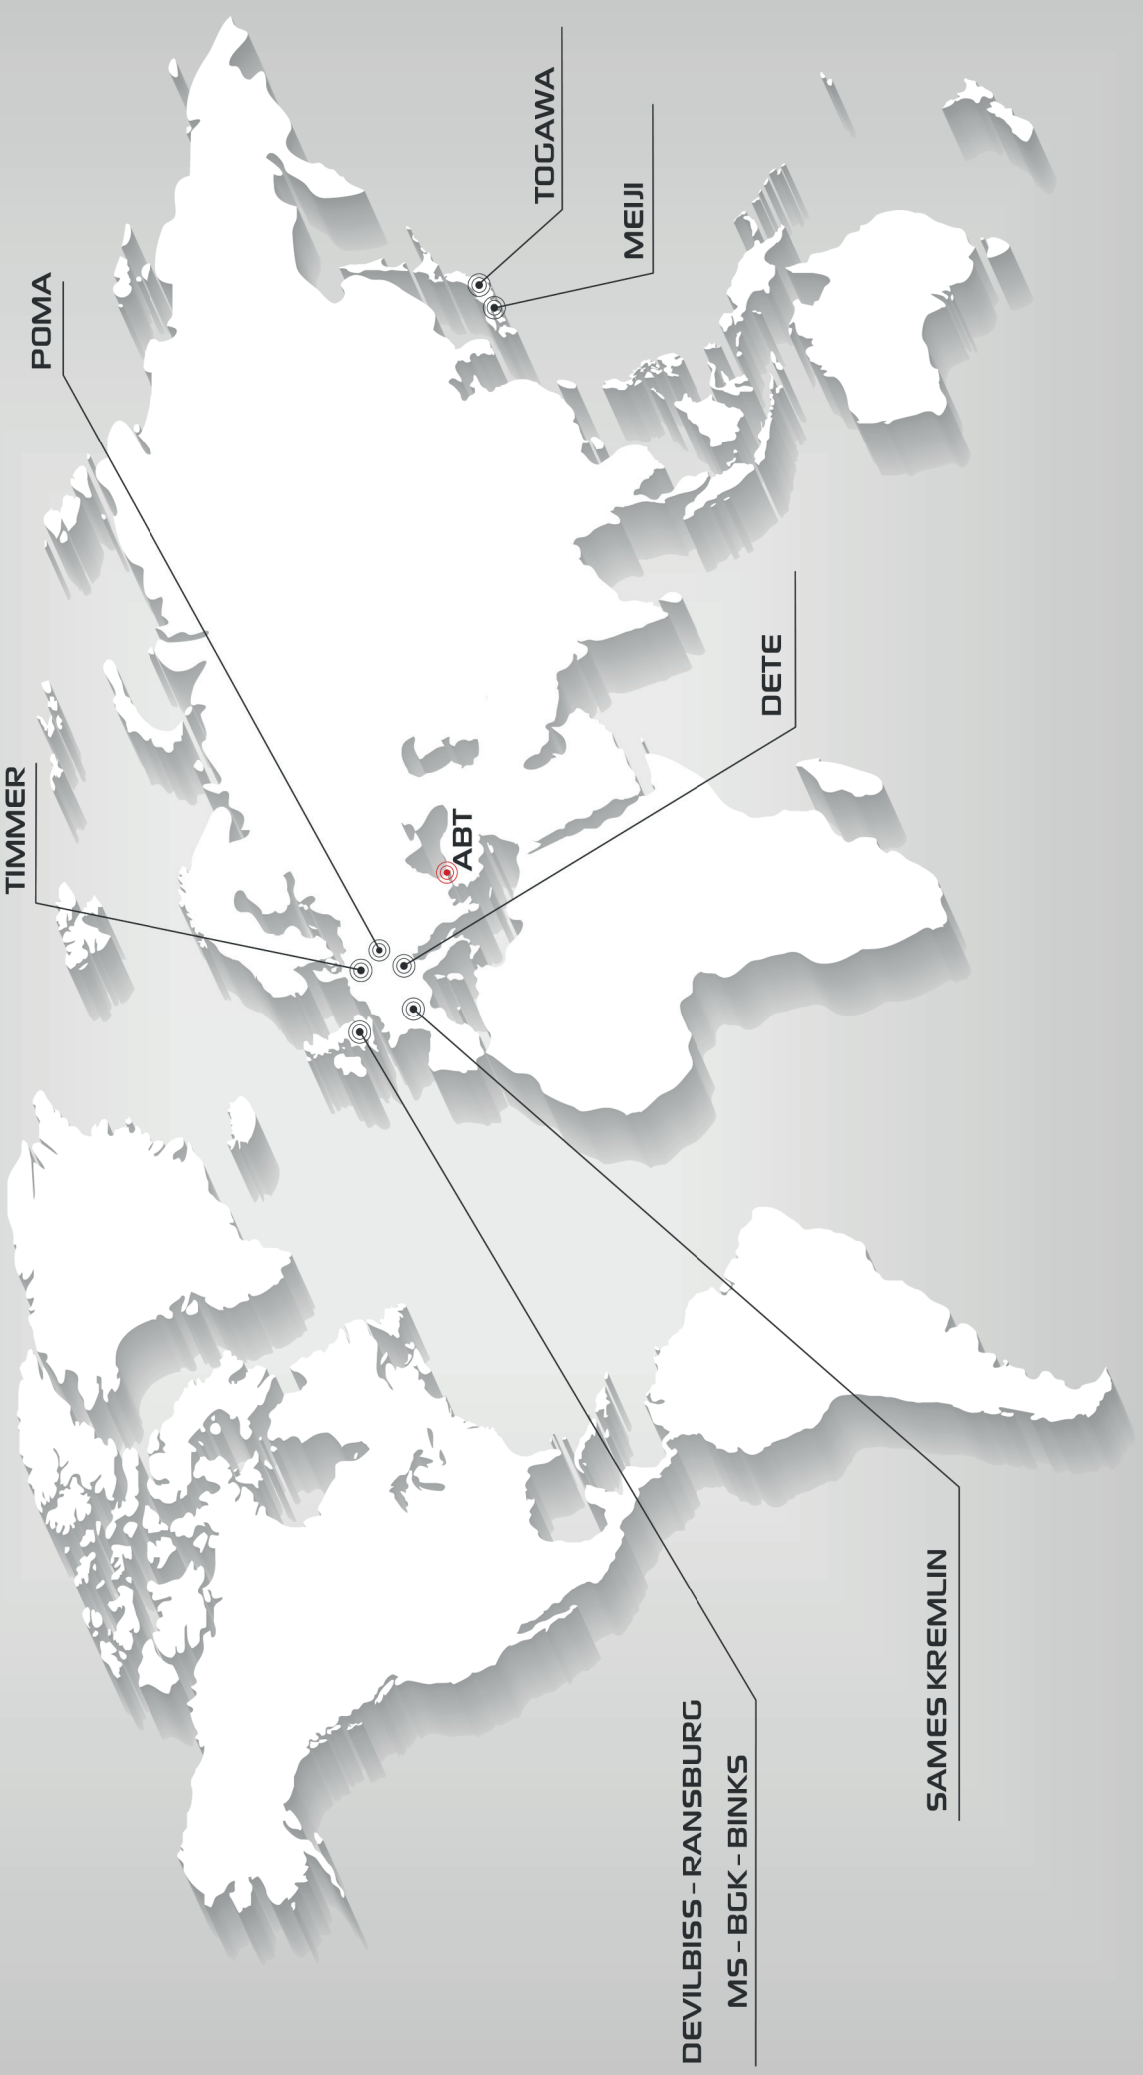 TIMMER
POMA
TOGAWA
MEIJI
ABT
DETE
DEVILBISS - RANSBURG
MS - BGK - BINKS
SAMES KREMLIN